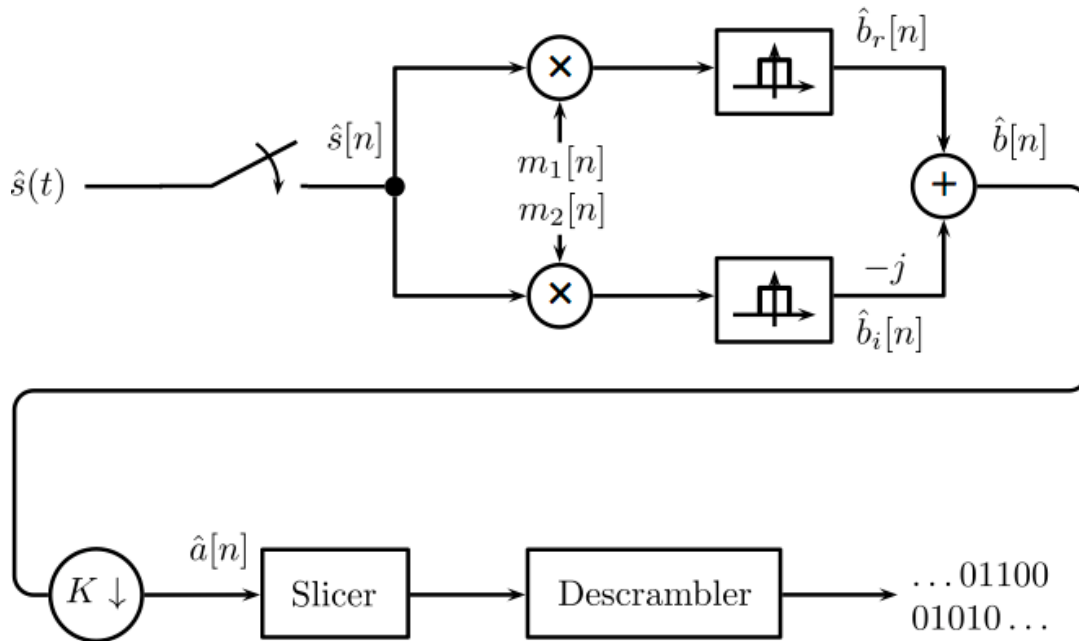 b̂_r[n]
ŝ[n]
b̂[n]
ŝ(t)
m_1[n]
m_2[n]
-j
b̂_i[n]
â[n]
K ↓
Slicer
Descrambler
...01100
01010...